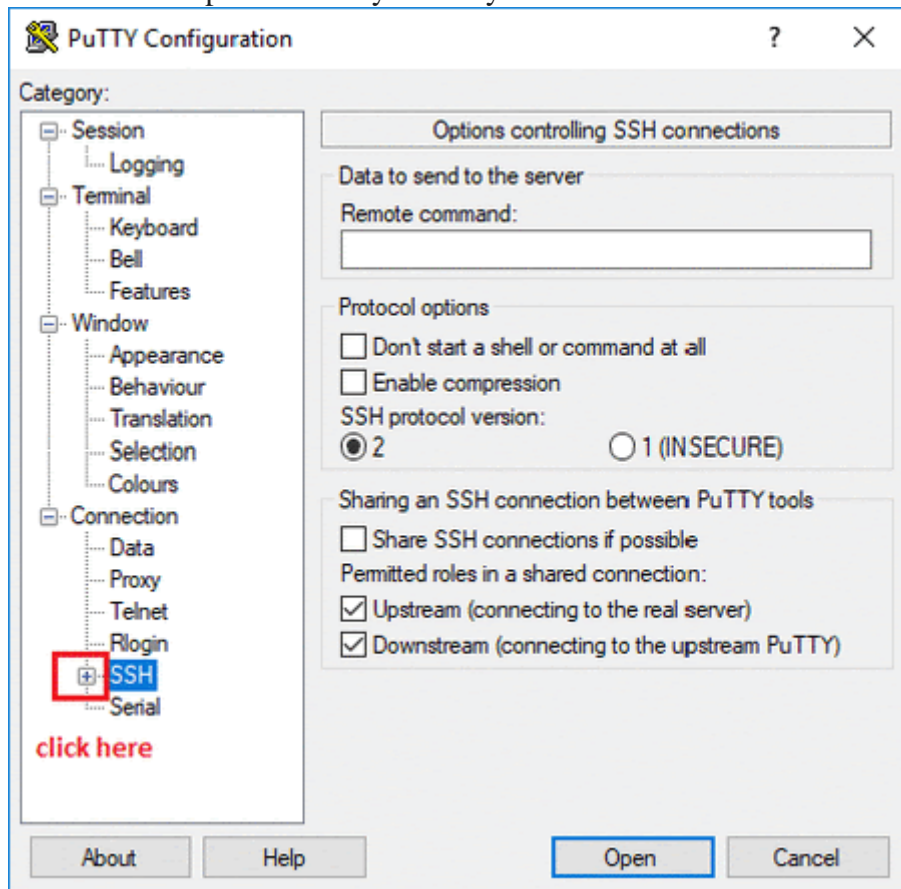 PuTTY Configuration ? ×
Category:
Session
Logging
Terminal
Keyboard
Bell
Features
Window
Appearance
Behaviour
Translation
Selection
Colours
Connection
Data
Proxy
Telnet
Rlogin
SSH
Serial
click here
Options controlling SSH connections
Data to send to the server
Remote command:
Protocol options
Don't start a shell or command at all
Enable compression
SSH protocol version:
2 1 (INSECURE)
Sharing an SSH connection between PuTTY tools
Share SSH connections if possible
Permitted roles in a shared connection:
Upstream (connecting to the real server)
Downstream (connecting to the upstream PuTTY)
About Help Open Cancel